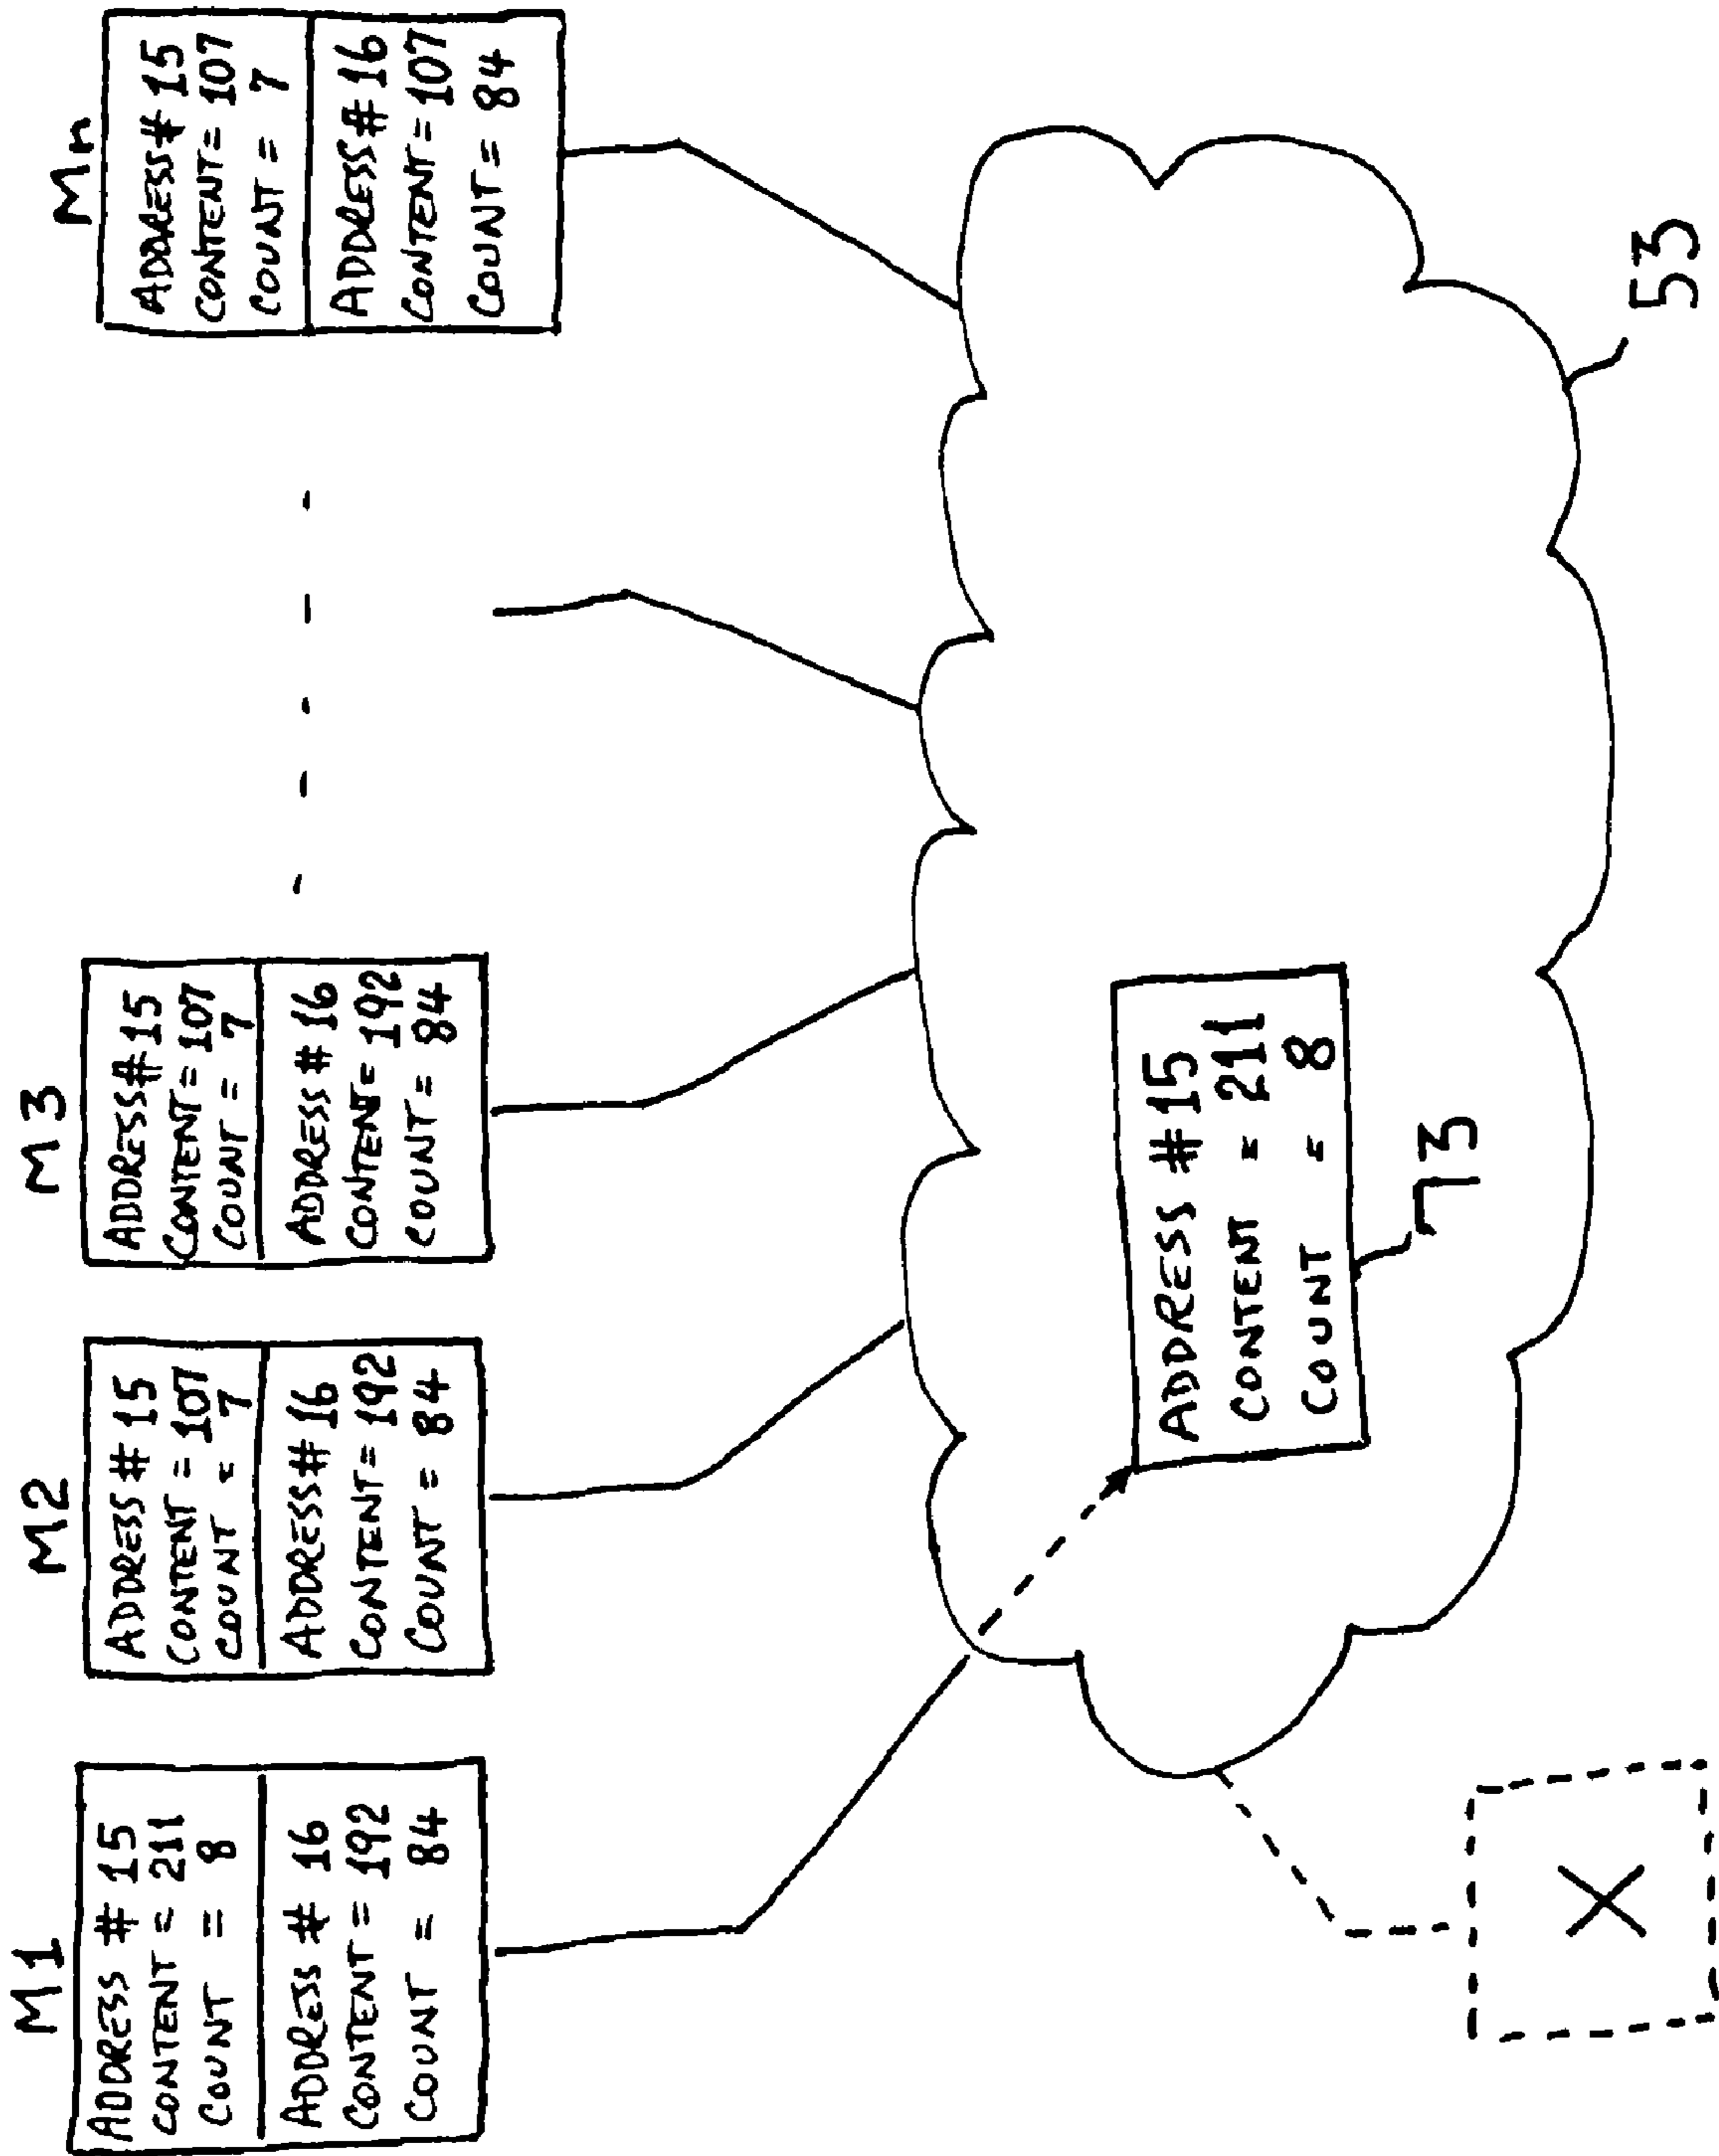 M1
ADDRESS # 15
CONTENT = 211
COUNT = 8
ADDRESS # 16
CONTENT = 192
COUNT = 84
M2
ADDRESS # 15
CONTENT = 107
COUNT = 7
ADDRESS # 16
CONTENT = 192
COUNT = 84
M3
ADDRESS # 15
CONTENT = 107
COUNT = 7
ADDRESS # 16
CONTENT = 192
COUNT = 84
Mn
ADDRESS # 15
CONTENT = 107
COUNT = 7
ADDRESS # 16
CONTENT = 107
COUNT = 84
ADDRESS #15
CONTENT = 211
COUNT = 8
73
53
X